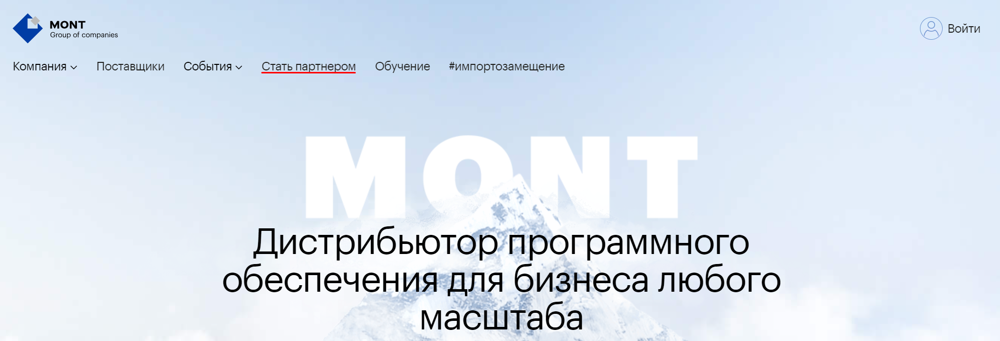 MONT
Group of companies
Войти
Компания
Поставщики
События
Стать партнером
Обучение
#импортозамещение
MONT
Дистрибьютор программного
обеспечения для бизнеса любого
масштаба